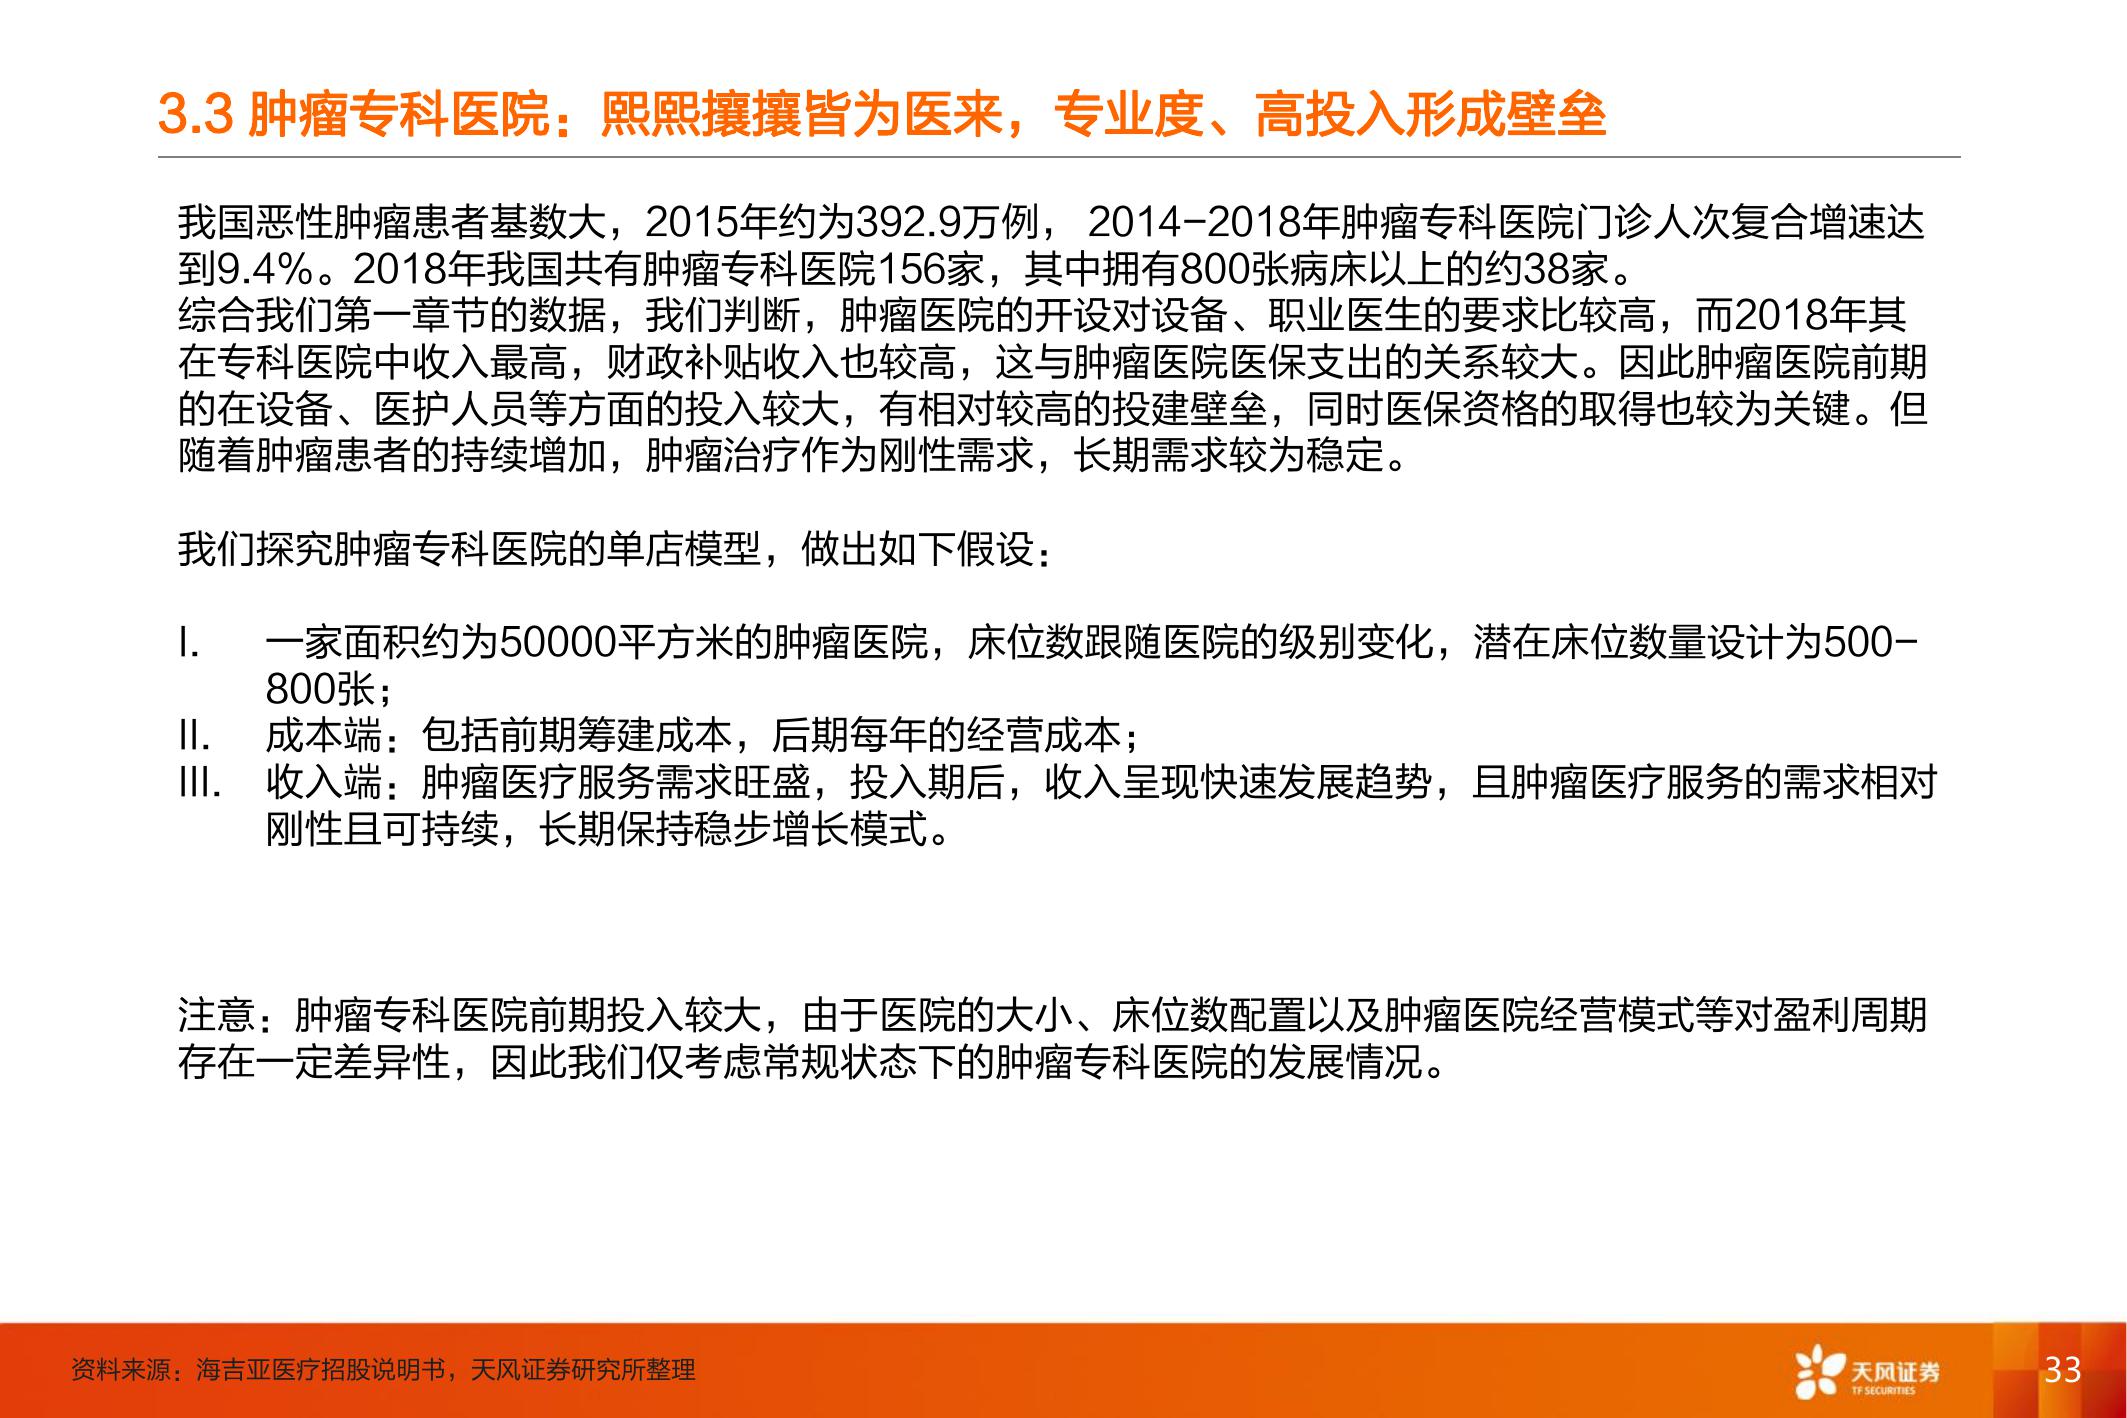 3.3 肿瘤专科医院：熙熙攘攘皆为医来，专业度、高投入形成壁垒
我国恶性肿瘤患者基数大，2015年约为392.9万例， 2014-2018年肿瘤专科医院门诊人次复合增速达
到9.4%。2018年我国共有肿瘤专科医院156家，其中拥有800张病床以上的约38家。
综合我们第一章节的数据，我们判断，肿瘤医院的开设对设备、职业医生的要求比较高，而2018年其
在专科医院中收入最高，财政补贴收入也较高，这与肿瘤医院医保支出的关系较大。因此肿瘤医院前期
的在设备、医护人员等方面的投入较大，有相对较高的投建壁垒，同时医保资格的取得也较为关键。但
随着肿瘤患者的持续增加，肿瘤治疗作为刚性需求，长期需求较为稳定。
我们探究肿瘤专科医院的单店模型，做出如下假设：
I. 一家面积约为50000平方米的肿瘤医院，床位数跟随医院的级别变化，潜在床位数量设计为500-
800张；
II. 成本端：包括前期筹建成本，后期每年的经营成本；
III. 收入端：肿瘤医疗服务需求旺盛，投入期后，收入呈现快速发展趋势，且肿瘤医疗服务的需求相对
刚性且可持续，长期保持稳步增长模式。
注意：肿瘤专科医院前期投入较大，由于医院的大小、床位数配置以及肿瘤医院经营模式等对盈利周期
存在一定差异性，因此我们仅考虑常规状态下的肿瘤专科医院的发展情况。
资料来源：海吉亚医疗招股说明书，天风证券研究所整理
天风证券
TF SECURITIES
33